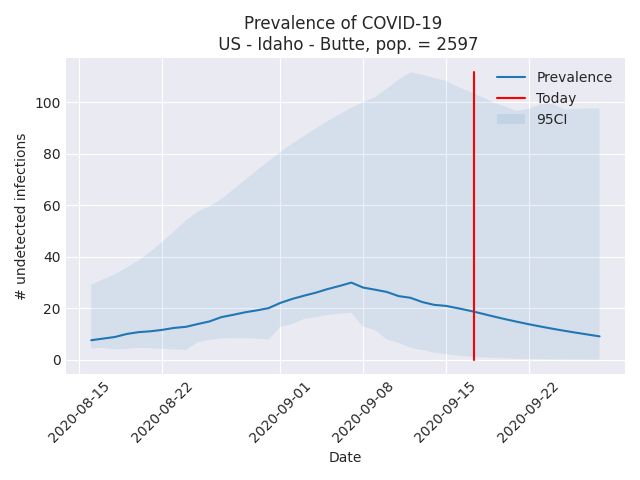 Prevalence of COVID-19
US - Idaho - Butte, pop. = 2597
Prevalence
Today
95CI
# undetected infections
100
80
60
40
20
0
2020-08-15
2020-08-22
2020-09-01
2020-09-08
2020-09-15
2020-09-22
Date